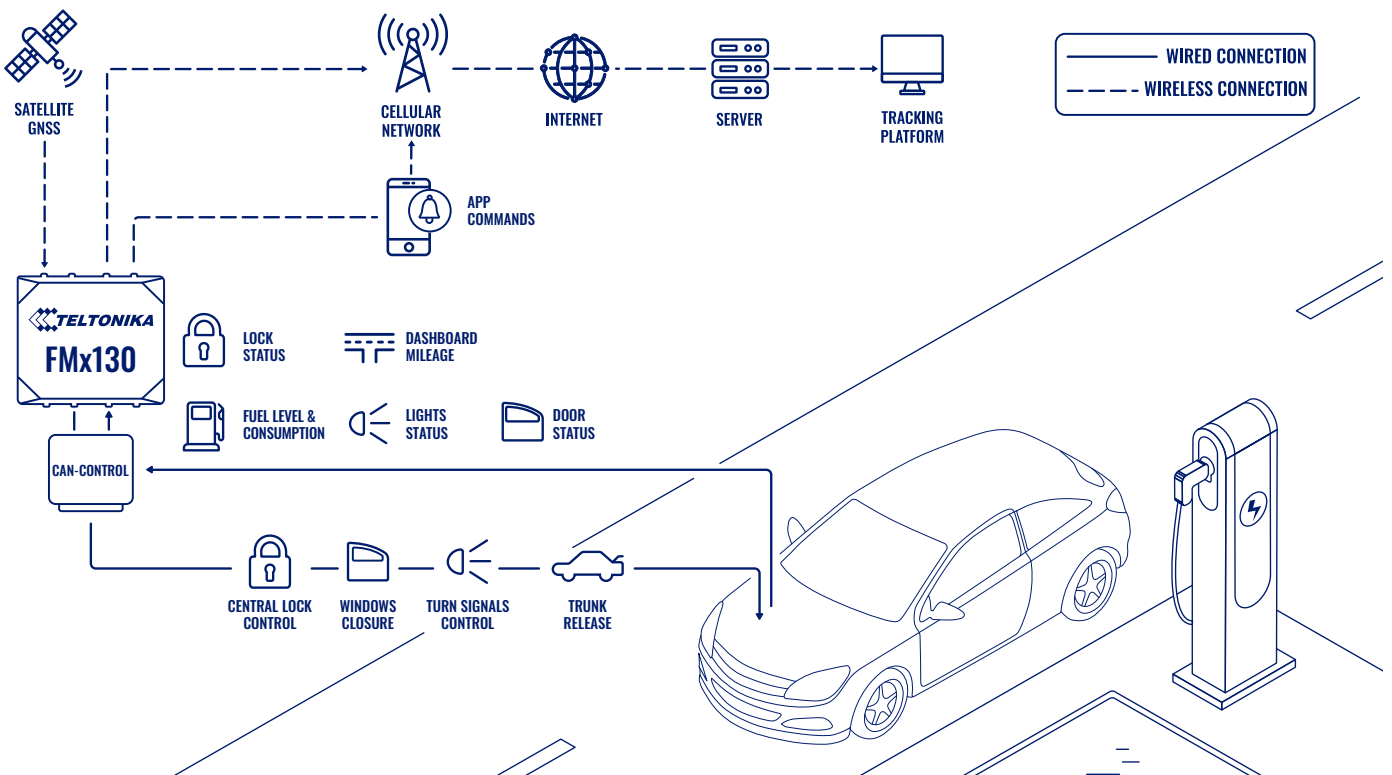 SATELLITE
GNSS
CELLULAR
NETWORK
INTERNET
SERVER
TRACKING
PLATFORM
WIRED CONNECTION
WIRELESS CONNECTION
APP
COMMANDS
TELTONIKA
FMx130
LOCK
STATUS
DASHBOARD
MILEAGE
FUEL LEVEL &
CONSUMPTION
LIGHTS
STATUS
DOOR
STATUS
CAN-CONTROL
CENTRAL LOCK
CONTROL
WINDOWS
CLOSURE
TURN SIGNALS
CONTROL
TRUNK
RELEASE